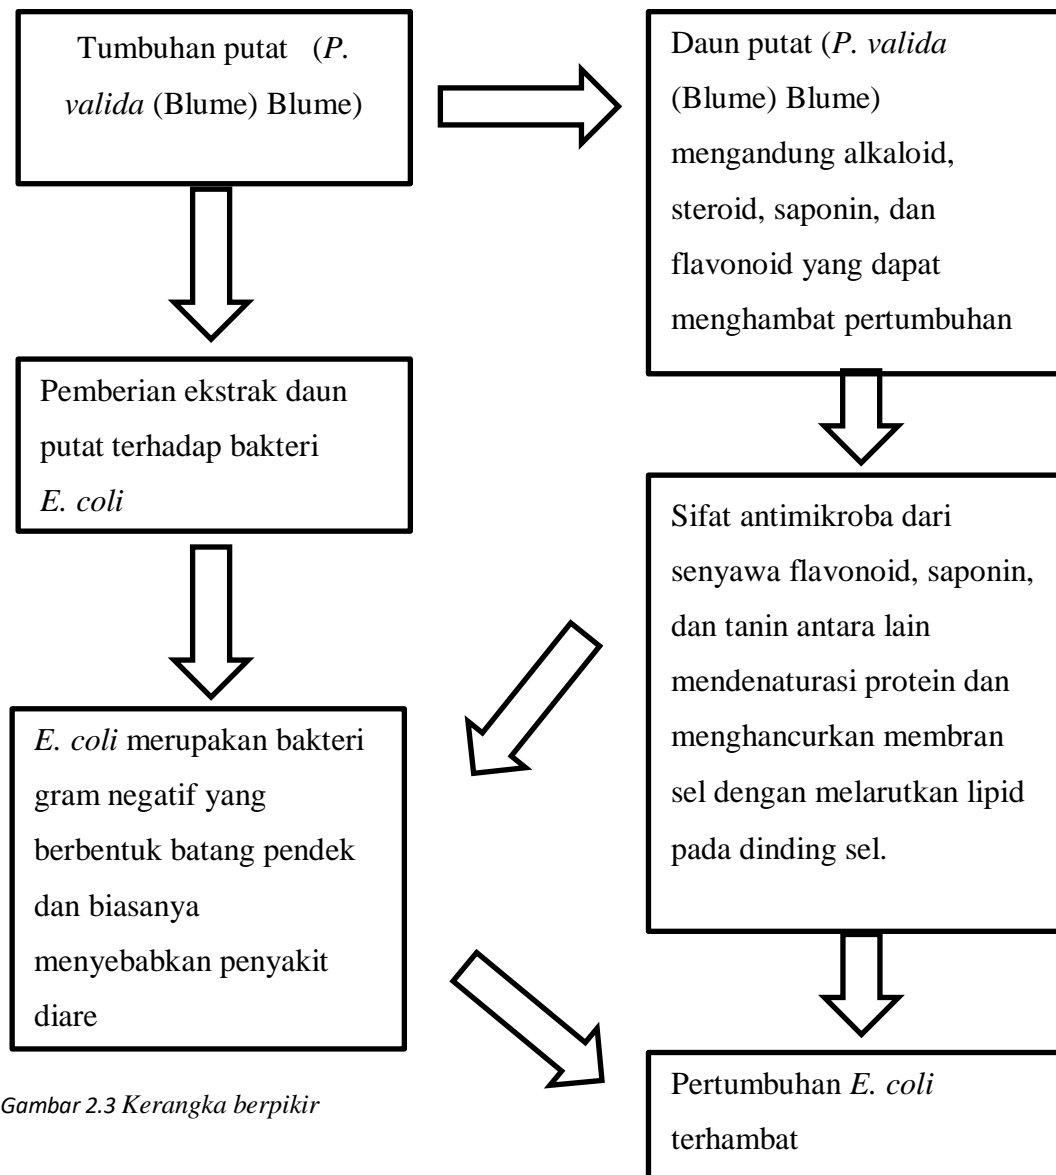 Tumbuhan putat (P.
valida (Blume) Blume)
Daun putat (P. valida
(Blume) Blume)
mengandung alkaloid,
steroid, saponin, dan
flavonoid yang dapat
menghambat pertumbuhan
Pemberian ekstrak daun
putat terhadap bakteri
E. coli
Sifat antimikroba dari
senyawa flavonoid, saponin,
dan tanin antara lain
mendenaturasi protein dan
menghancurkan membran
sel dengan melarutkan lipid
pada dinding sel.
E. coli merupakan bakteri
gram negatif yang
berbentuk batang pendek
dan biasanya
menyebabkan penyakit
diare
Pertumbuhan E. coli
terhambat
Gambar 2.3 Kerangka berpikir